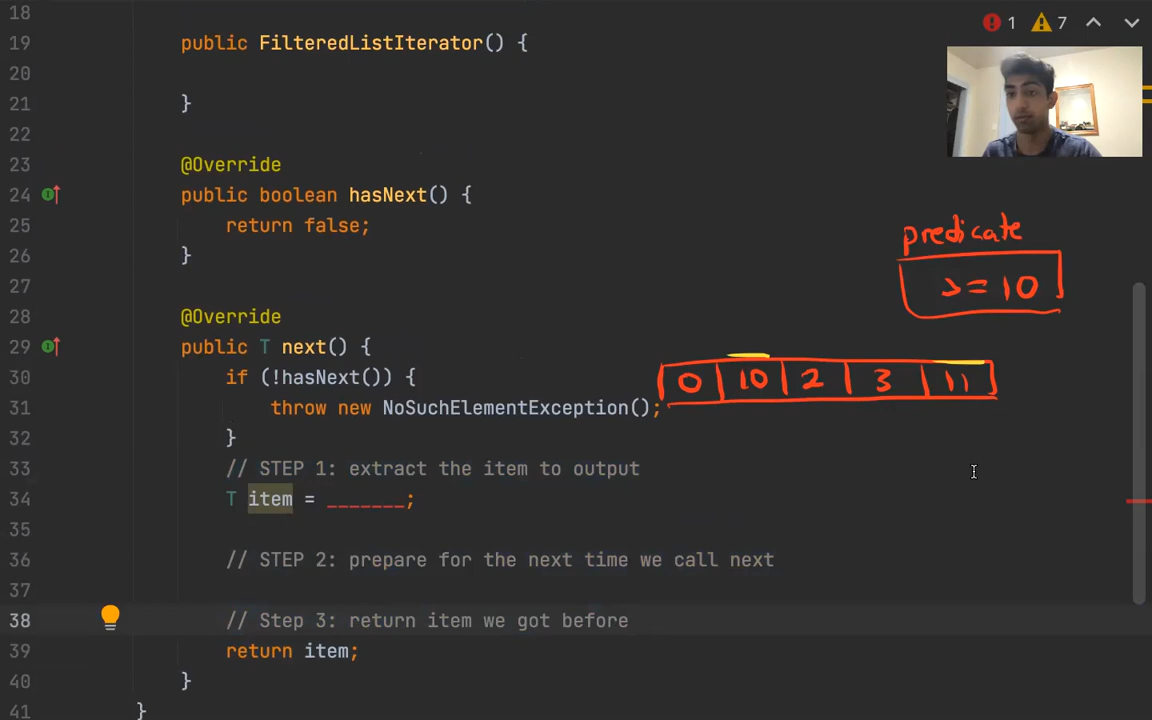 1 7
18
19 public FilteredListIterator() {
20
21 }
22
23 @Override
24 public boolean hasNext() {
25 return false;
26 }
27
28 @Override
29 public T next() {
30 if (!hasNext()) {
31 throw new NoSuchElementException();
32 }
33 // STEP 1: extract the item to output
34 T item = _______;
35
36 // STEP 2: prepare for the next time we call next
37
38 // Step 3: return item we got before
39 return item;
40 }
41 }
predicate
>=10
0 10 2 3 11